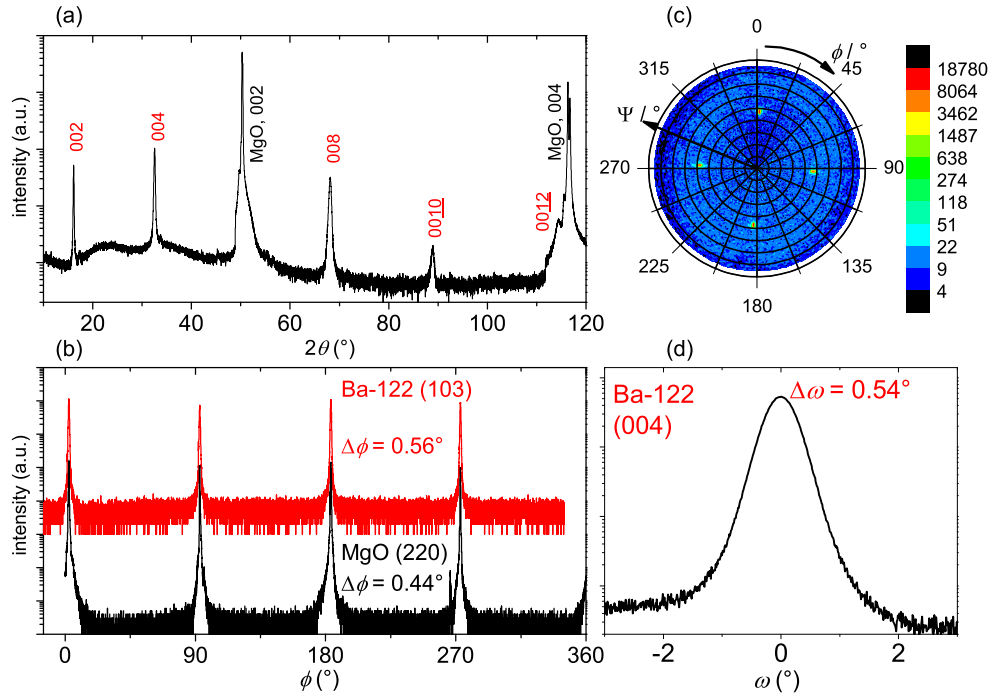 (a)
intensity (a.u.)
002
004
MgO, 002
008
0010
0012
MgO, 004
20 40 60 80 100 120
2θ (°)
(b)
intensity (a.u.)
Ba-122 (103)
Δϕ = 0.56°
MgO (220)
Δϕ = 0.44°
0 90 180 270 360
ϕ (°)
(c)
0
ϕ / °
45
90
135
180
225
270
315
Ψ / °
18780
8064
3462
1487
638
274
118
51
22
9
4
(d)
Ba-122
(004)
Δω = 0.54°
-2 0 2
ω (°)